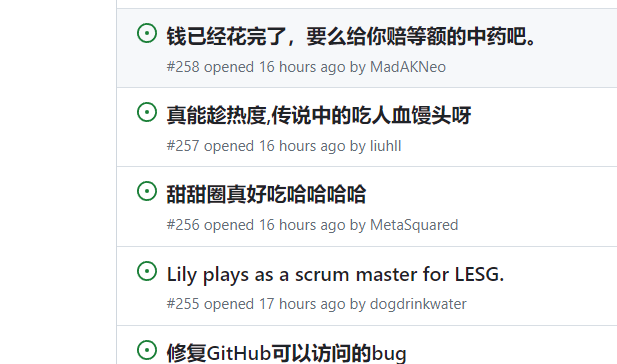 钱已经花完了，要么给你赔等额的中药吧。
#258 opened 16 hours ago by MadAKNeo
真能趁热度,传说中的吃人血馒头呀
#257 opened 16 hours ago by liuhll
甜甜圈真好吃哈哈哈哈
#256 opened 16 hours ago by MetaSquared
Lily plays as a scrum master for LESG.
#255 opened 17 hours ago by dogdrinkwater
修复GitHub可以访问的bug